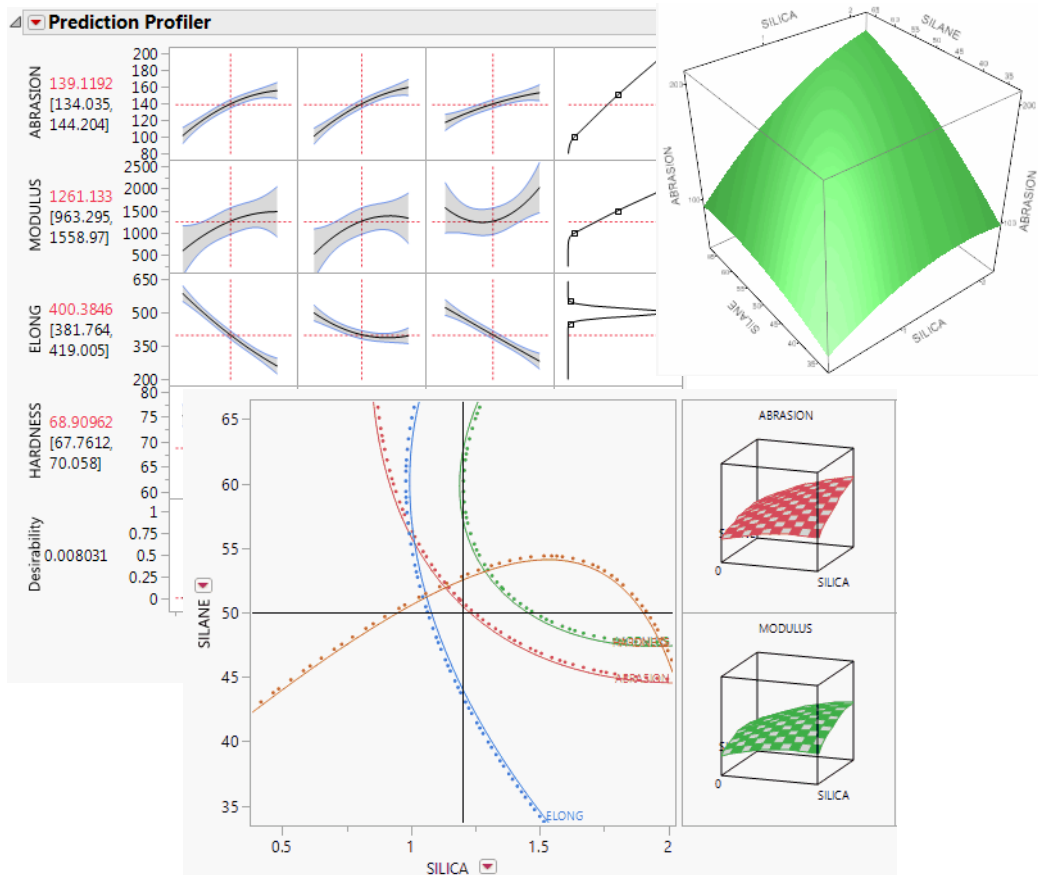 Prediction Profiler
ABRASION
139.1192
[134.035,
144.204]
200
180
160
140
120
100
80
MODULUS
1261.133
[963.295,
1558.97]
2500
2000
1500
1000
500
ELONG
400.3846
[381.764,
419.005]
650
500
350
200
HARDNESS
68.90962
[67.7612,
70.058]
80
75
70
65
60
Desirability
0.008031
1
0.75
0.5
0.25
0
SILICA
SILANE
ABRASION
ABRASION
SILANE
SILICA
65
60
55
50
45
40
35
SILANE
ABRASION
ELONG
0.5
1
1.5
2
SILICA
ABRASION
0
SILICA
MODULUS
0
SILICA